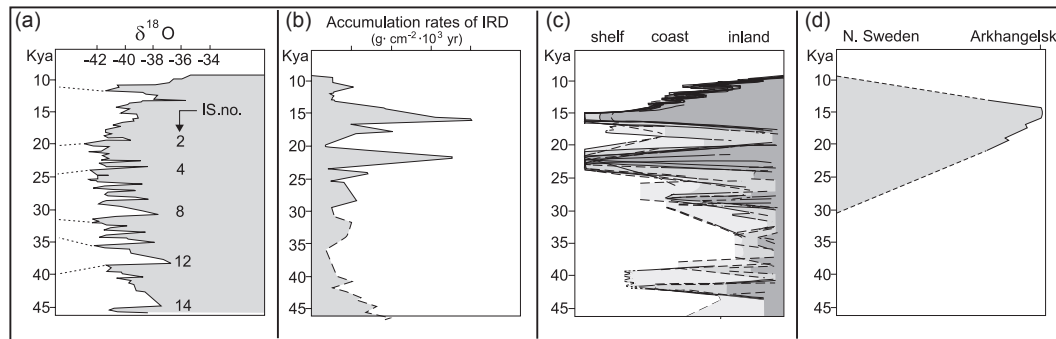 (a)
δ18O
Kya -42 -40 -38 -36 -34
10
15
20
25
30
35
40
45
IS.no.
2
4
8
12
14
(b)
Accumulation rates of IRD
(g· cm-2·103 yr)
Kya
10
15
20
25
30
35
40
45
(c)
shelf coast inland
Kya
10
15
20
25
30
35
40
45
(d)
N. Sweden Arkhangelsk
Kya
10
15
20
25
30
35
40
45